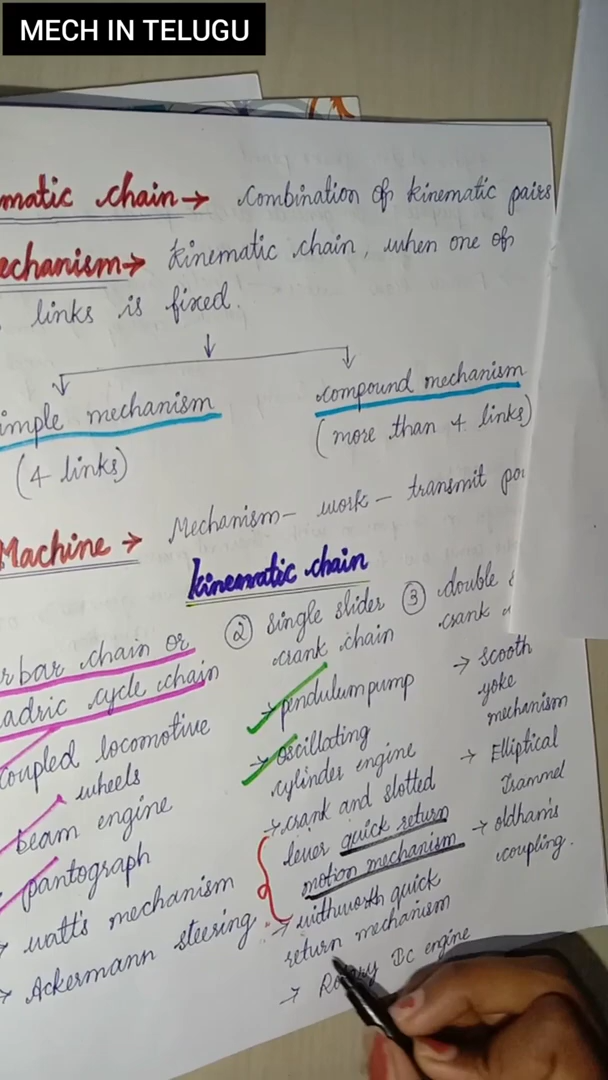 MECH IN TELUGU
matic chain → combination of kinematic pairs
echanism → kinematic chain, when one of
links is fixed.
imple mechanism
(4 links)
compound mechanism
(more than 4 links)
Machine → Mechanism – work – transmit po
kinematic chain
rbar chain or
adric cycle chain
coupled locomotive
wheels
beam engine
pantograph
→ watt's mechanism
→ Ackermann steering
② single slider
crank chain
→ pendulum pump
→ oscillating
cylinder engine
→ crank and slotted
lever quick return
motion mechanism
→ withworth quick
return mechanism
→ Rotary IC engine
③ double s
crank
→ scooth
yoke
mechanism
→ Elliptical
Trammel
→ oldham's
coupling.